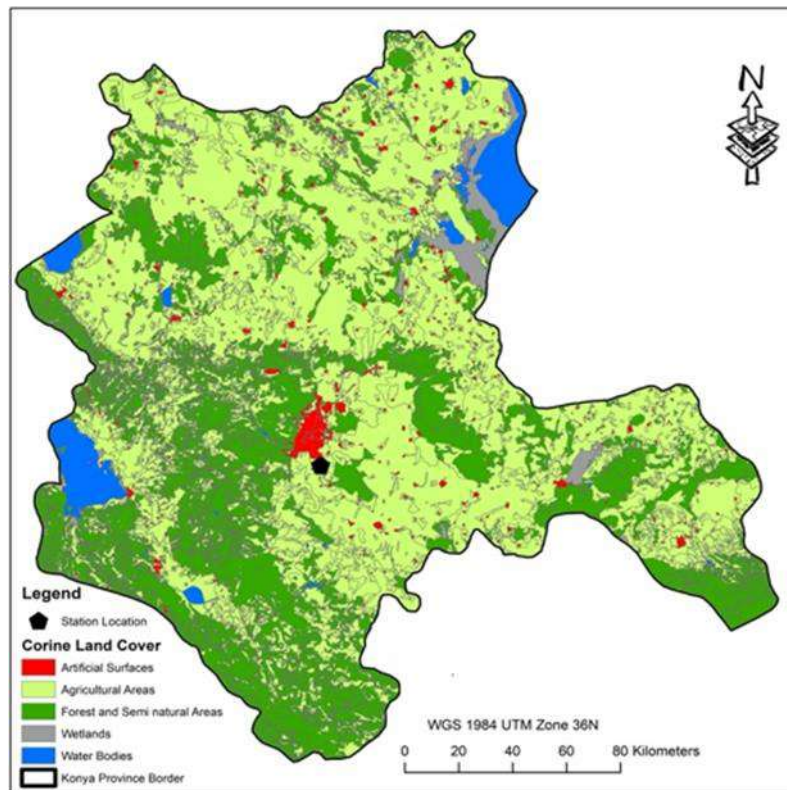 N
Legend
Station Location
Corine Land Cover
Artificial Surfaces
Agricultural Areas
Forest and Semi natural Areas
Wetlands
Water Bodies
Konya Province Border
WGS 1984 UTM Zone 36N
0 20 40 60 80 Kilometers